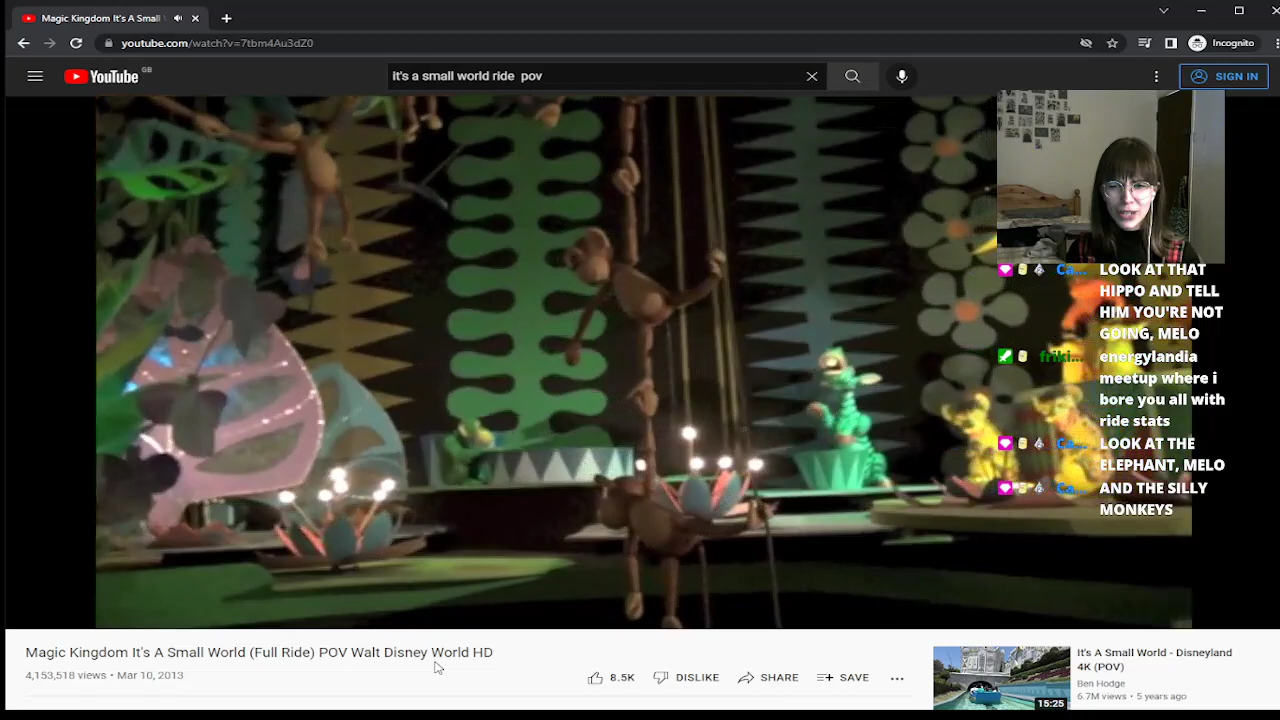 Magic Kingdom It's A Small
youtube.com/watch?v=7tbm4Au3dZ0
Incognito
YouTube GB
it's a small world ride pov
SIGN IN
Ca... LOOK AT THAT
HIPPO AND TELL
HIM YOU'RE NOT
GOING, MELO
friki... energylandia
meetup where i
bore you all with
ride stats
Ca... LOOK AT THE
ELEPHANT, MELO
Ca... AND THE SILLY
MONKEYS
Magic Kingdom It's A Small World (Full Ride) POV Walt Disney World HD
4,153,518 views • Mar 10, 2013
8.5K
DISLIKE
SHARE
SAVE
It's A Small World - Disneyland
4K (POV)
Ben Hodge
6.7M views • 5 years ago
15:25